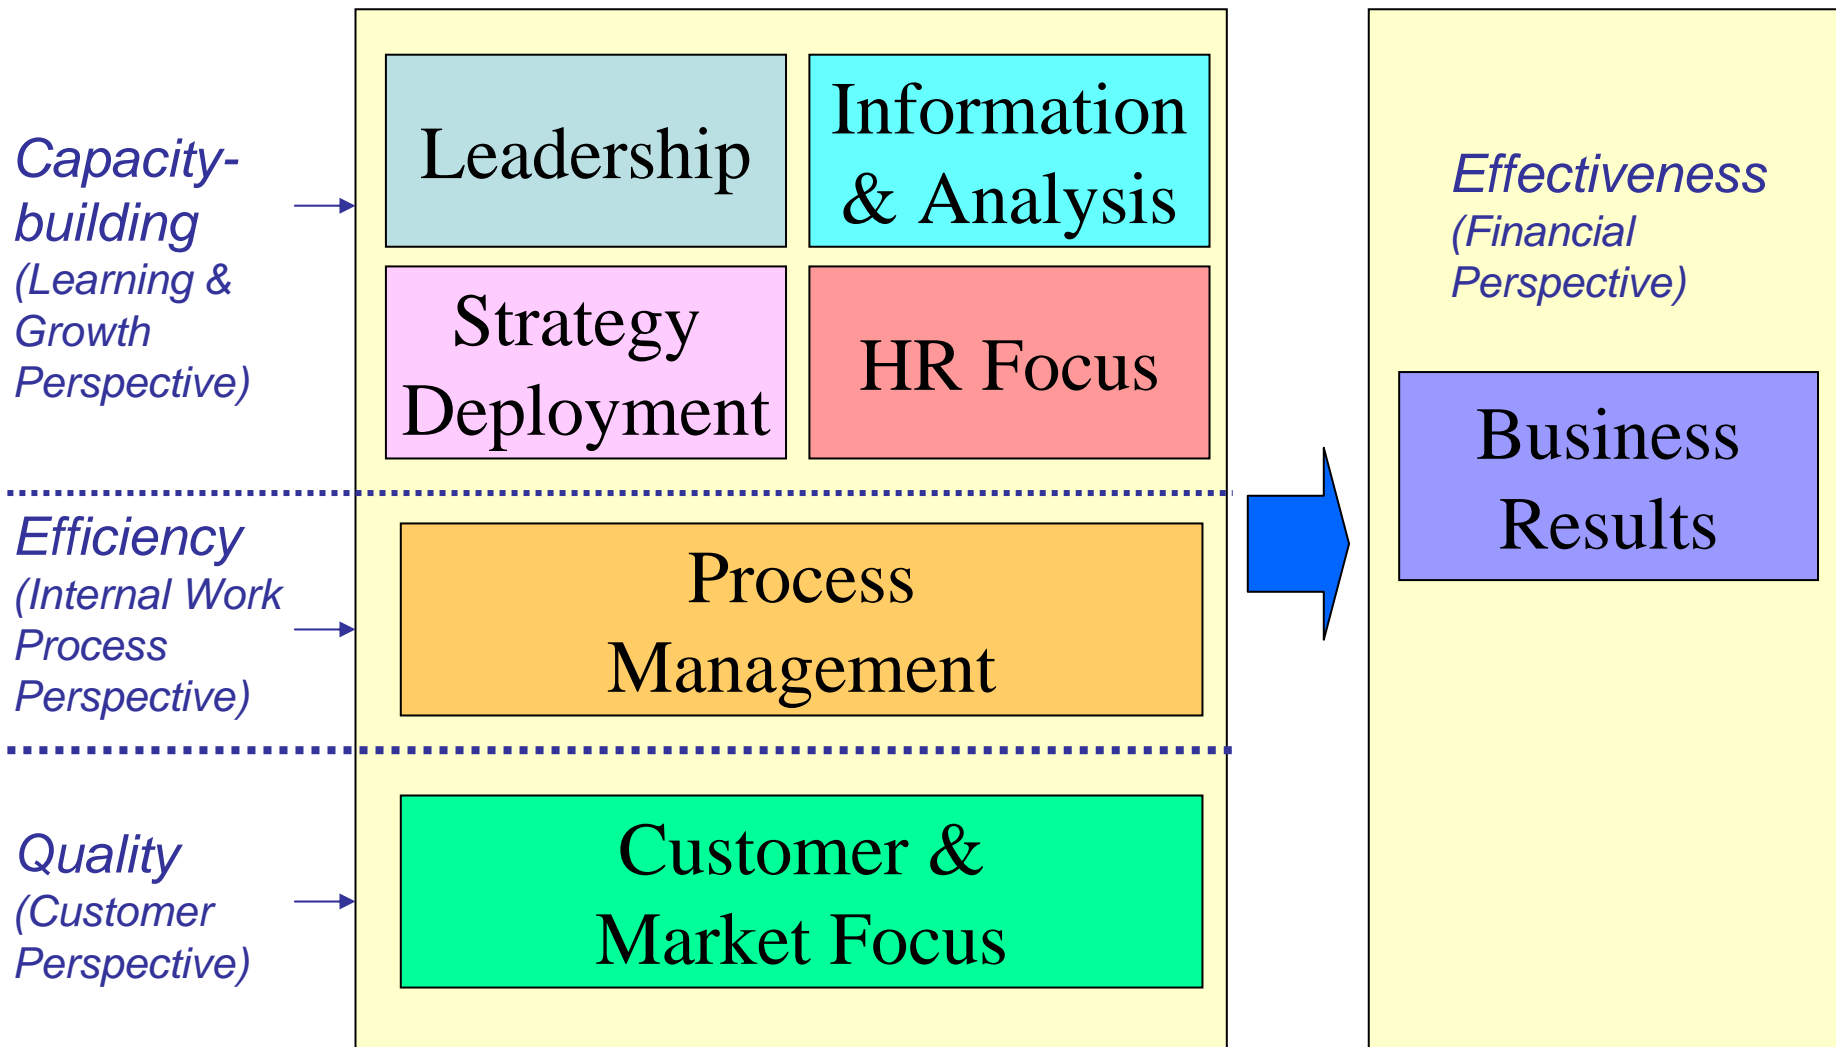 Capacity-
building
(Learning &
Growth
Perspective)
Leadership
Information
& Analysis
Strategy
Deployment
HR Focus
Efficiency
(Internal Work
Process
Perspective)
Process
Management
Quality
(Customer
Perspective)
Customer &
Market Focus
Effectiveness
(Financial
Perspective)
Business
Results